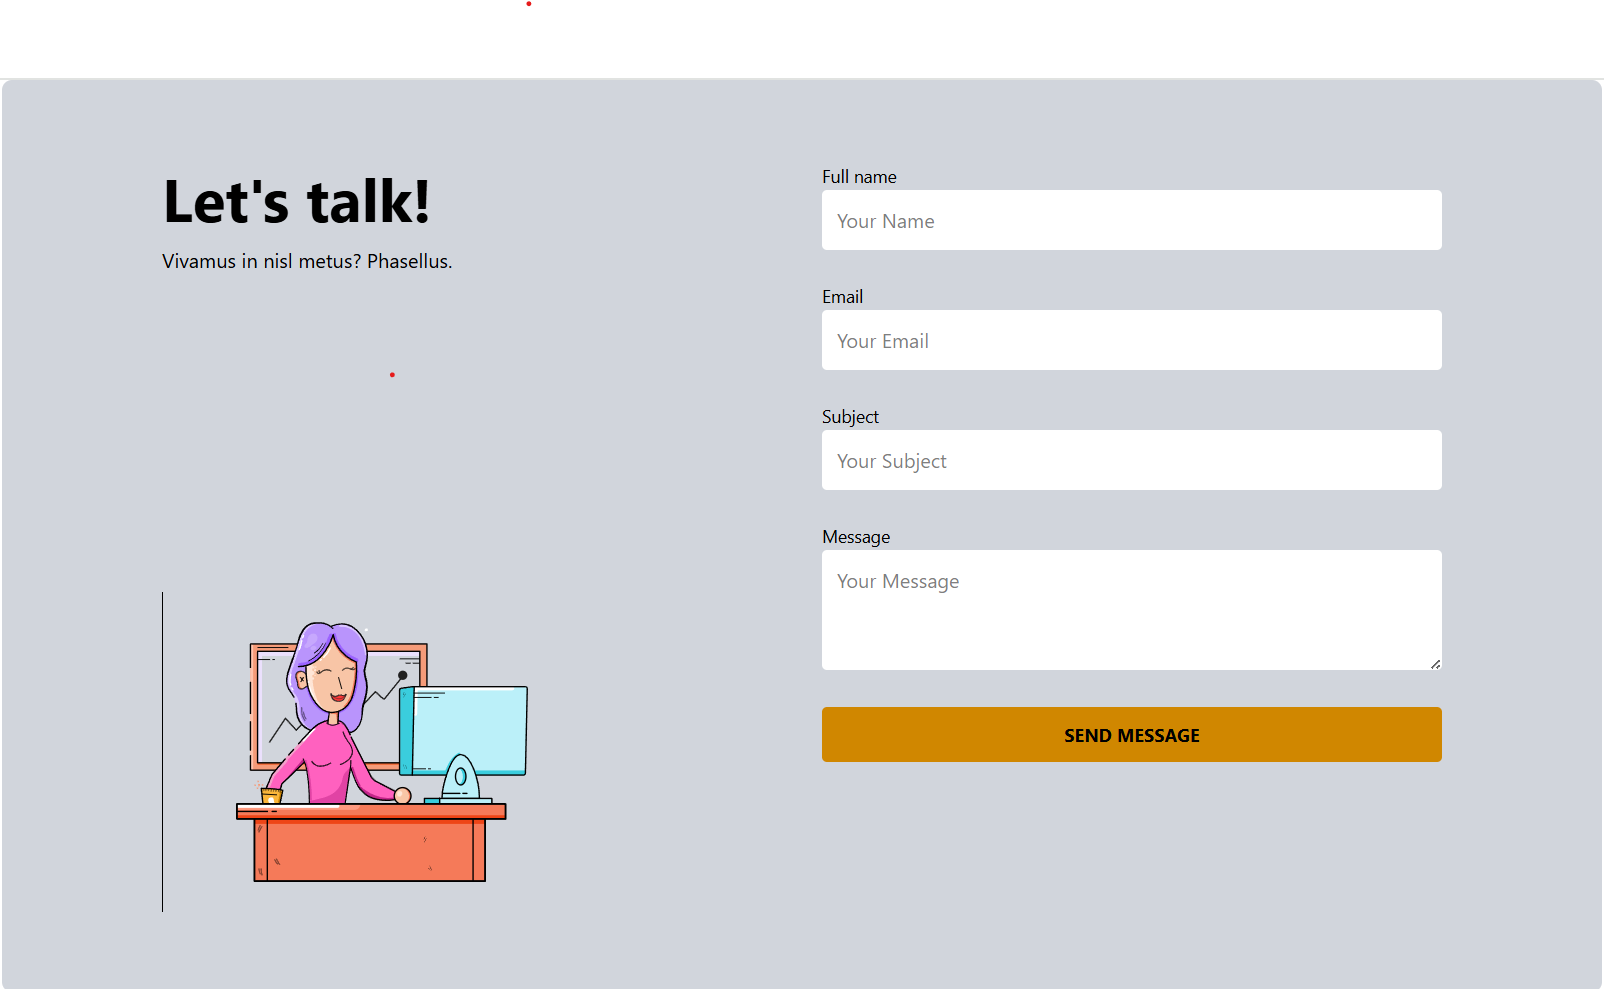 Let's talk!
Vivamus in nisl metus? Phasellus.
Full name
Your Name
Email
Your Email
Subject
Your Subject
Message
Your Message
SEND MESSAGE